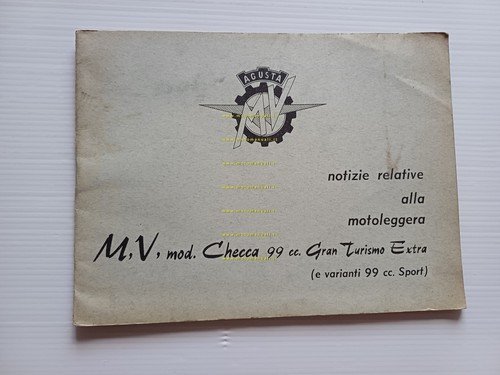 AGUSTA
MV
notizie relative
alla
motoleggera
M.V. mod. Checca 99 cc. Gran Turismo Extra
(e varianti 99 cc. Sport)